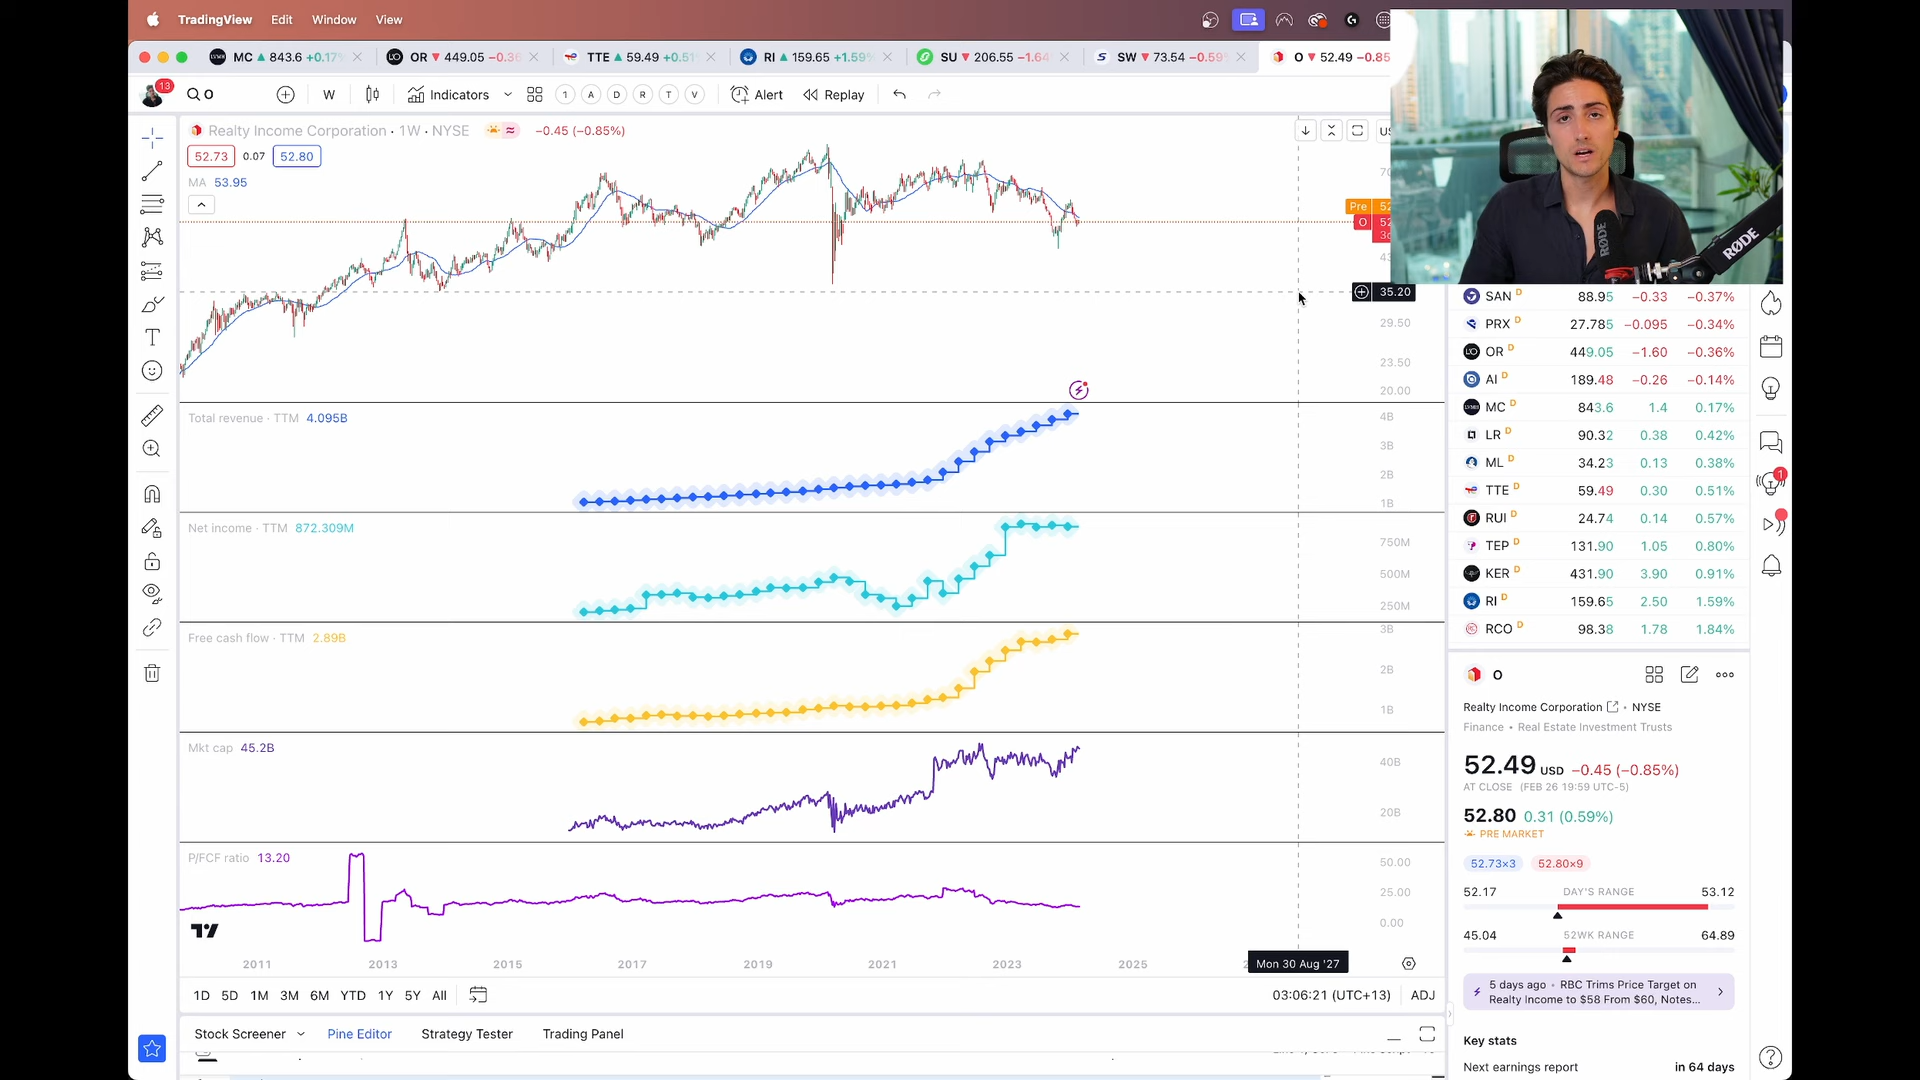 TradingView Edit Window View
MC 843.6 +0.17
OR 449.05 −0.36
TTE 59.49 +0.51
RI 159.65 +1.59%
SU 206.55 −1.64
SW 73.54 −0.59
O 52.49 −0.85
13
O
W
Indicators
1 A D R T V
Alert
Replay
Realty Income Corporation · 1W · NYSE
−0.45 (−0.85%)
52.73 0.07 52.80
MA 53.95
Pre
O
35.20
29.50
23.50
20.00
Total revenue · TTM 4.095B
4B
3B
2B
1B
Net income · TTM 872.309M
750M
500M
250M
Free cash flow · TTM 2.89B
3B
2B
1B
Mkt cap 45.2B
40B
20B
P/FCF ratio 13.20
50.00
25.00
0.00
2011 2013 2015 2017 2019 2021 2023 2025
Mon 30 Aug '27
1D 5D 1M 3M 6M YTD 1Y 5Y All
03:06:21 (UTC+13) ADJ
Stock Screener Pine Editor Strategy Tester Trading Panel
RØDE
RØDE
SAN D 88.95 −0.33 −0.37%
PRX D 27.785 −0.095 −0.34%
OR D 449.05 −1.60 −0.36%
AI D 189.48 −0.26 −0.14%
MC D 843.6 1.4 0.17%
LR D 90.32 0.38 0.42%
ML D 34.23 0.13 0.38%
TTE D 59.49 0.30 0.51%
RUI D 24.74 0.14 0.57%
TEP D 131.90 1.05 0.80%
KER D 431.90 3.90 0.91%
RI D 159.65 2.50 1.59%
RCO D 98.38 1.78 1.84%
1
O
Realty Income Corporation • NYSE
Finance • Real Estate Investment Trusts
52.49 USD −0.45 (−0.85%)
AT CLOSE (FEB 26 19:59 UTC-5)
52.80 0.31 (0.59%)
PRE MARKET
52.73×3 52.80×9
52.17 DAY'S RANGE 53.12
45.04 52WK RANGE 64.89
5 days ago • RBC Trims Price Target on
Realty Income to $58 From $60, Notes...
Key stats
Next earnings report in 64 days